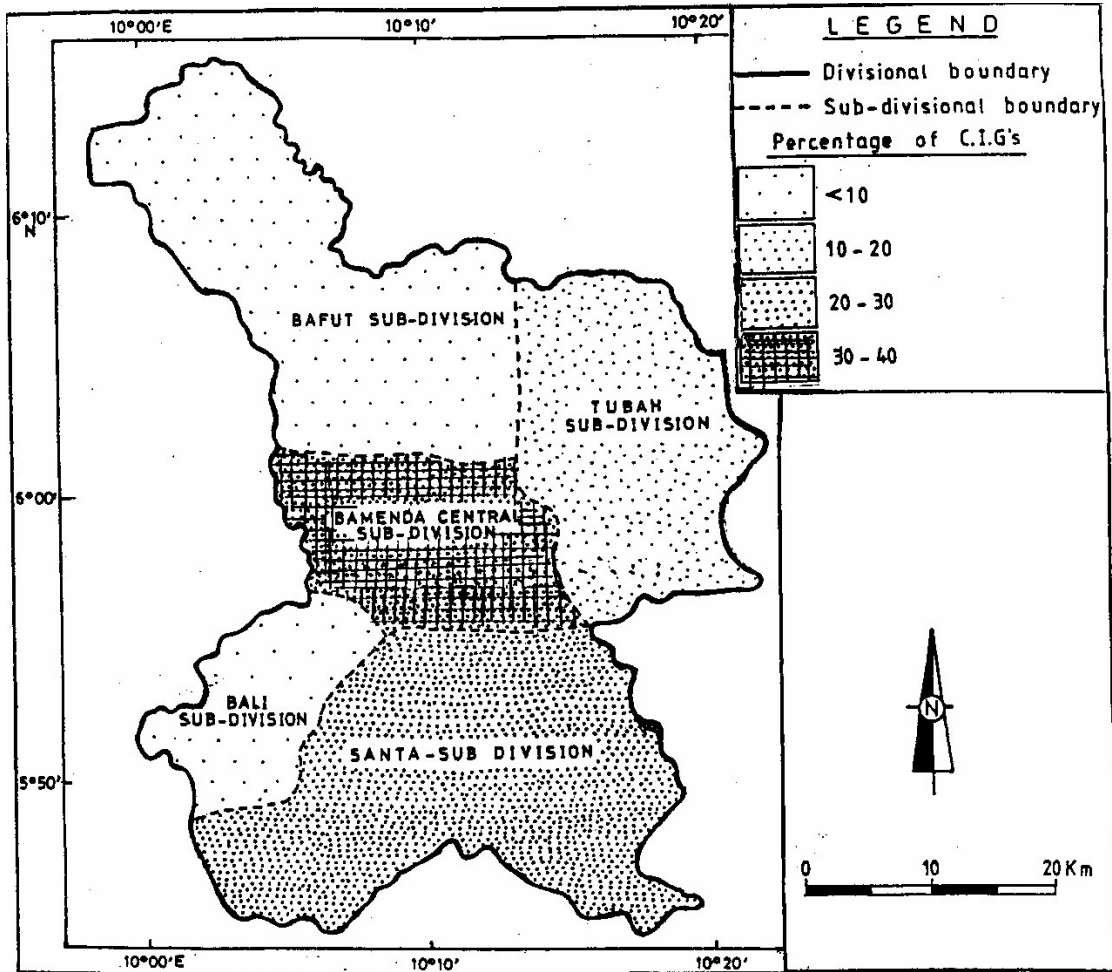 10°00'E 10°10' 10°20'
LEGEND
Divisional boundary
Sub-divisional boundary
Percentage of C.I.G's
<10
10 - 20
20 - 30
30 - 40
6°10'
N
BAFUT SUB-DIVISION
TUBAH
SUB-DIVISION
6°00'
BAMENDA CENTRAL
SUB-DIVISION
BALI
SUB-DIVISION
SANTA-SUB DIVISION
5°50'
N
0 10 20 Km
10°00'E 10°10' 10°20'